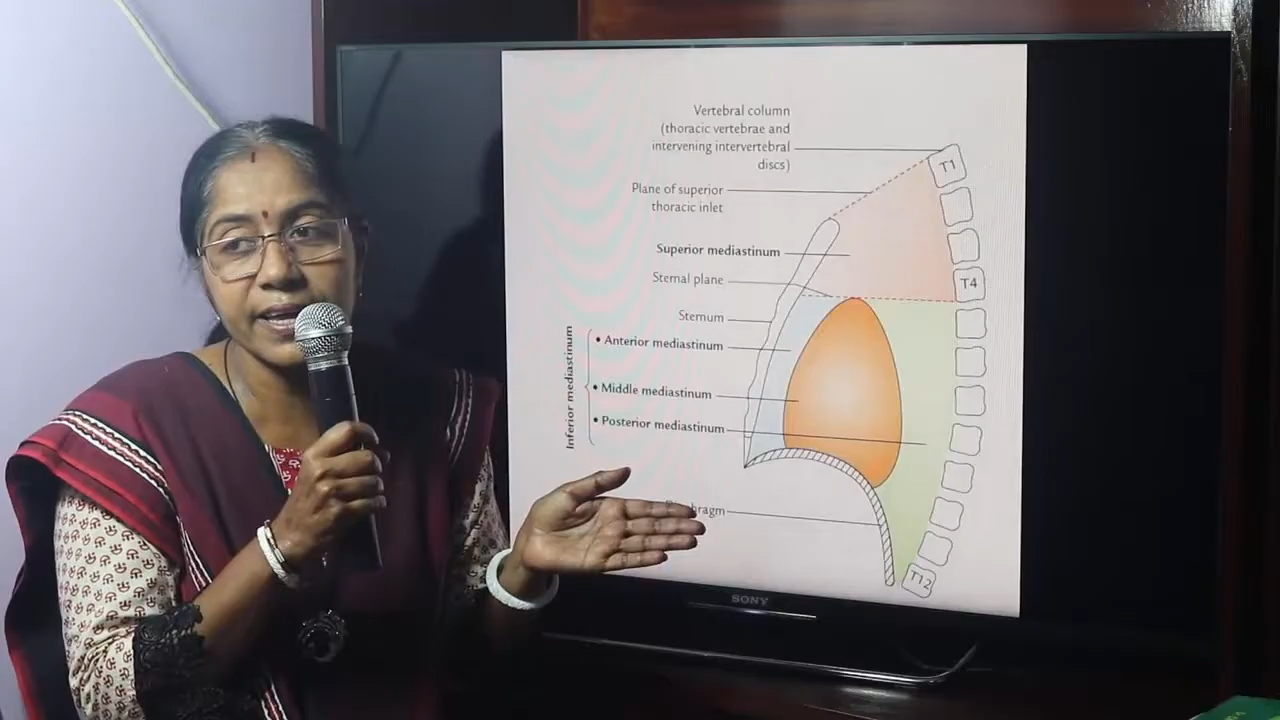 Vertebral column
(thoracic vertebrae and
intervening intervertebral
discs)
T1
Plane of superior
thoracic inlet
Superior mediastinum
Sternal plane
T4
Sternum
Inferior mediastinum
• Anterior mediastinum
• Middle mediastinum
• Posterior mediastinum
T12
SONY